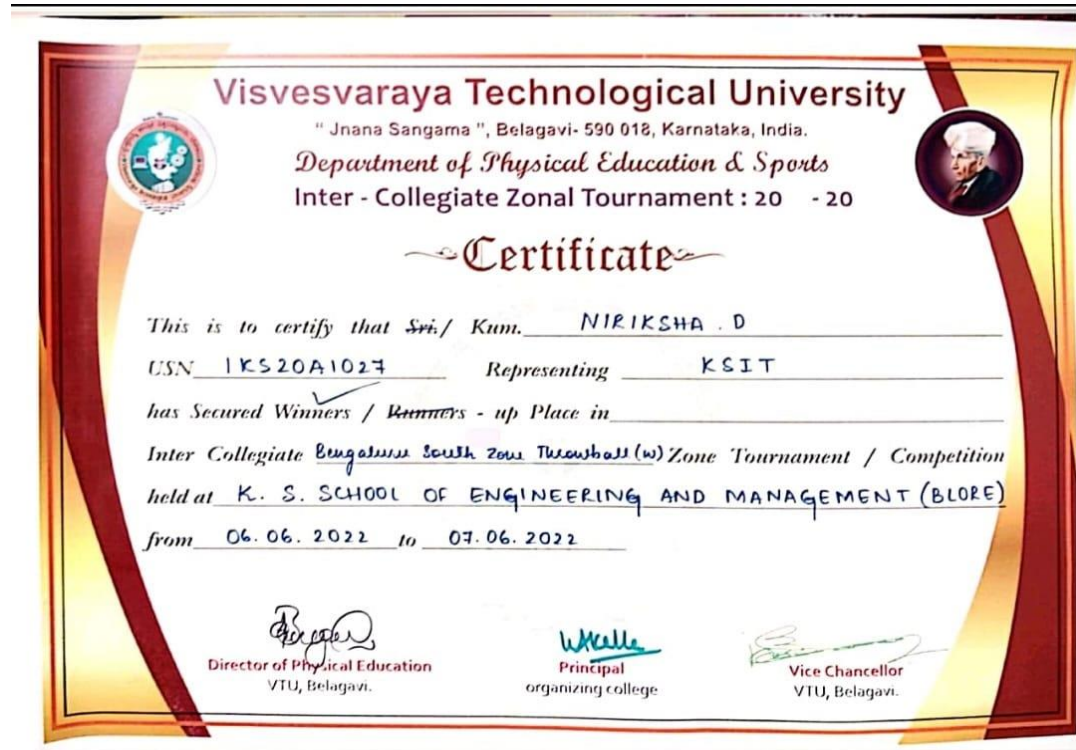 Visvesvaraya Technological University
" Jnana Sangama ", Belagavi- 590 018, Karnataka, India.
Department of Physical Education & Sports
Inter - Collegiate Zonal Tournament : 20 - 20
Certificate
This is to certify that Sri./ Kum. NIRIKSHA . D
USN 1KS20A1027 Representing KSIT
has Secured Winners / Runners - up Place in
Inter Collegiate Bengaluru South Zone Throwball (W) Zone Tournament / Competition
held at K. S. SCHOOL OF ENGINEERING AND MANAGEMENT (BLORE)
from 06. 06. 2022 to 07. 06. 2022
Director of Physical Education Principal Vice Chancellor
VTU, Belagavi. organizing college VTU, Belagavi.